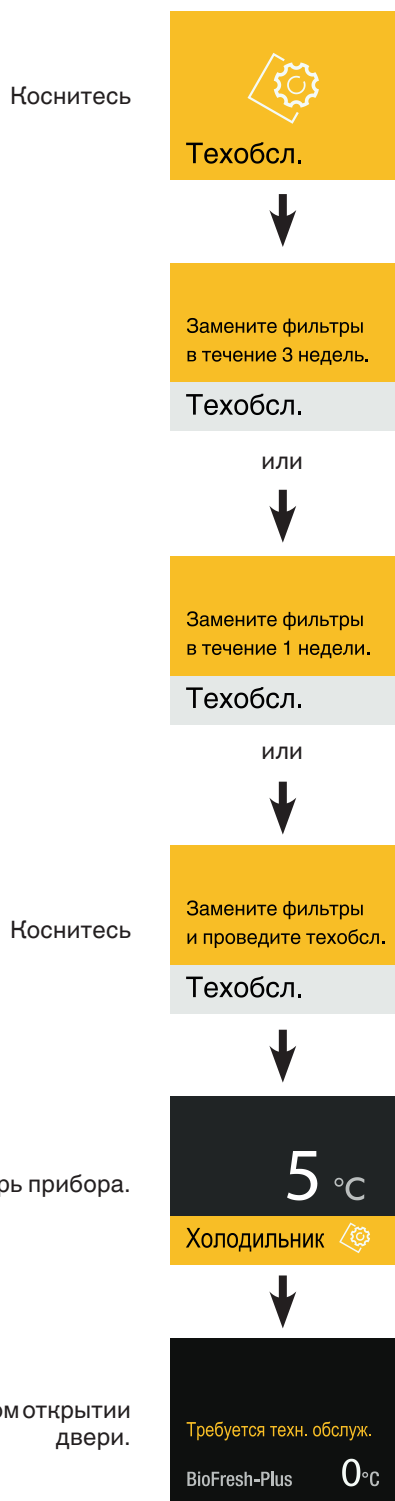 Коснитесь
Техобсл.
Замените фильтры
в течение 3 недель.
Техобсл.
или
Замените фильтры
в течение 1 недели.
Техобсл.
или
Коснитесь
Замените фильтры
и проведите техобсл.
Техобсл.
5 °C
рь прибора.
Холодильник
ом открытии
двери.
Требуется техн. обслуж.
BioFresh-Plus 0°C